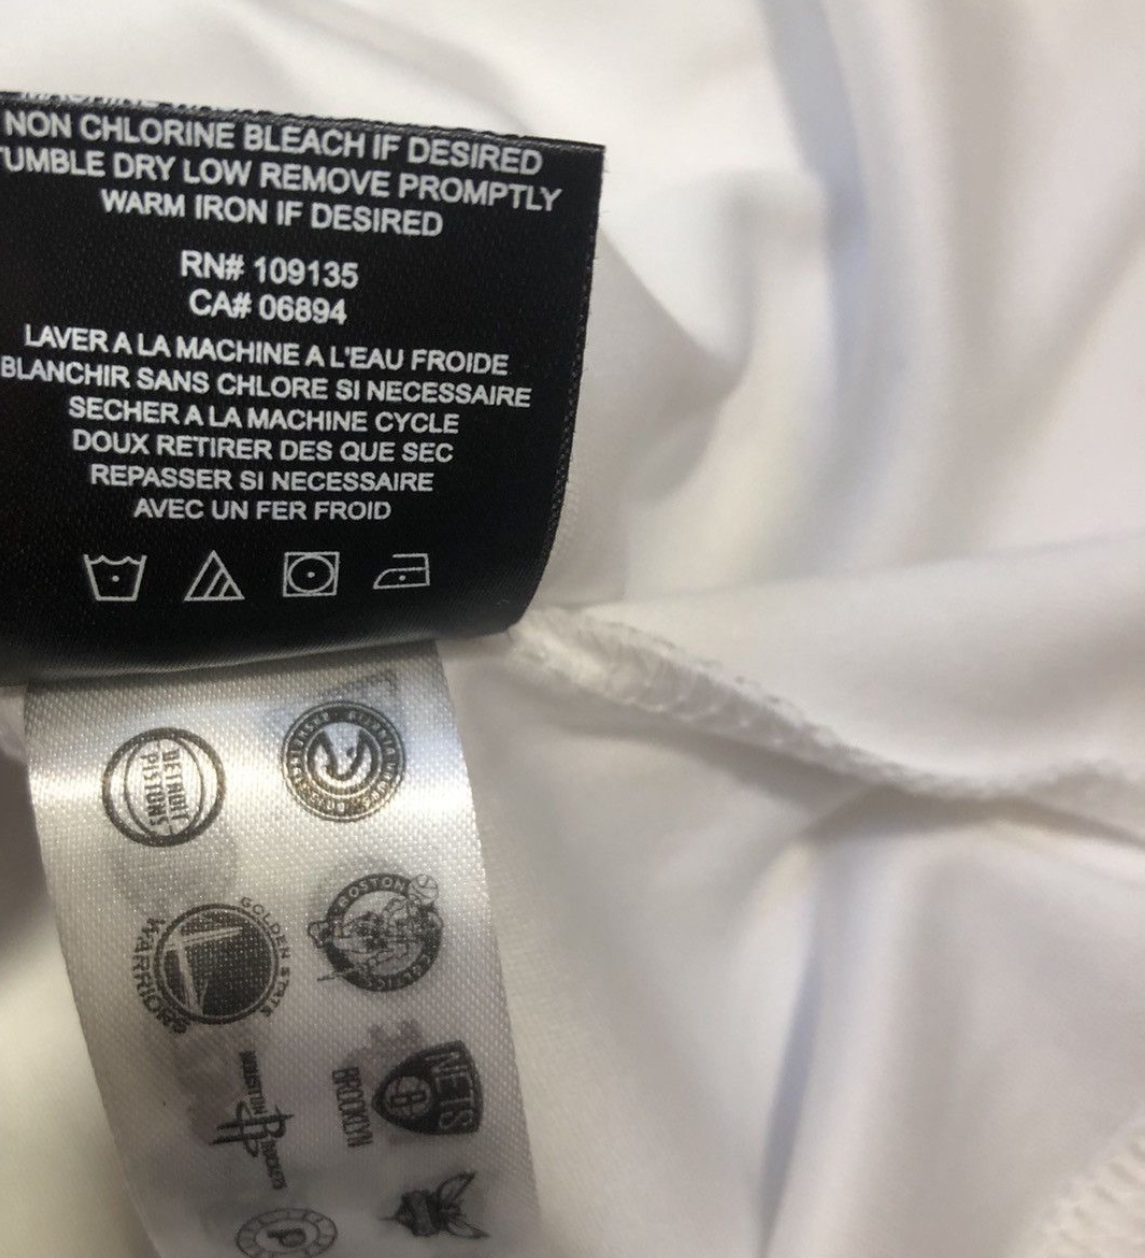 NON CHLORINE BLEACH IF DESIRED
TUMBLE DRY LOW REMOVE PROMPTLY
WARM IRON IF DESIRED
RN# 109135
CA# 06894
LAVER A LA MACHINE A L'EAU FROIDE
BLANCHIR SANS CHLORE SI NECESSAIRE
SECHER A LA MACHINE CYCLE
DOUX RETIRER DES QUE SEC
REPASSER SI NECESSAIRE
AVEC UN FER FROID
DETROIT
PISTONS
BOSTON
CELTICS
GOLDEN STATE
WARRIORS
NETS
BROOKLYN
HOUSTON
ROCKETS